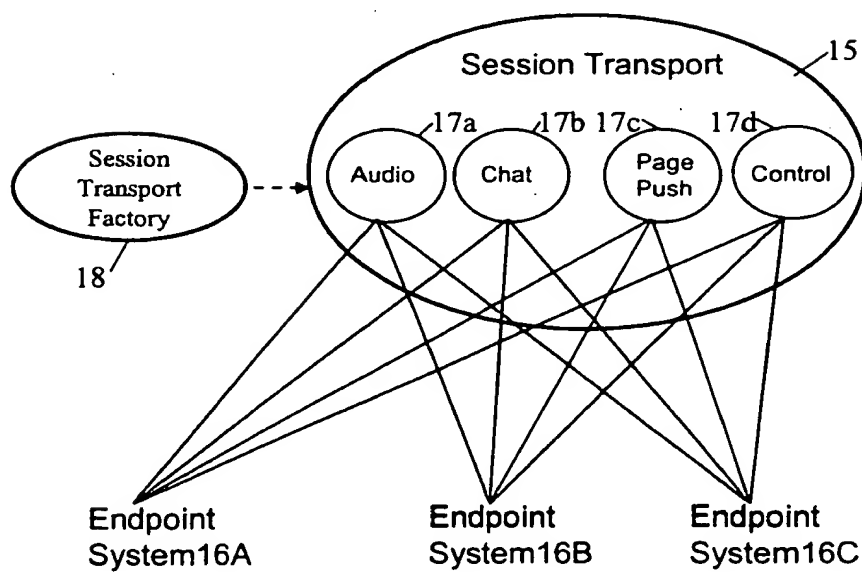 15
Session Transport
17a
17b
17c
17d
Session
Transport
Factory
Audio
Chat
Page
Push
Control
18
Endpoint
System16A
Endpoint
System16B
Endpoint
System16C